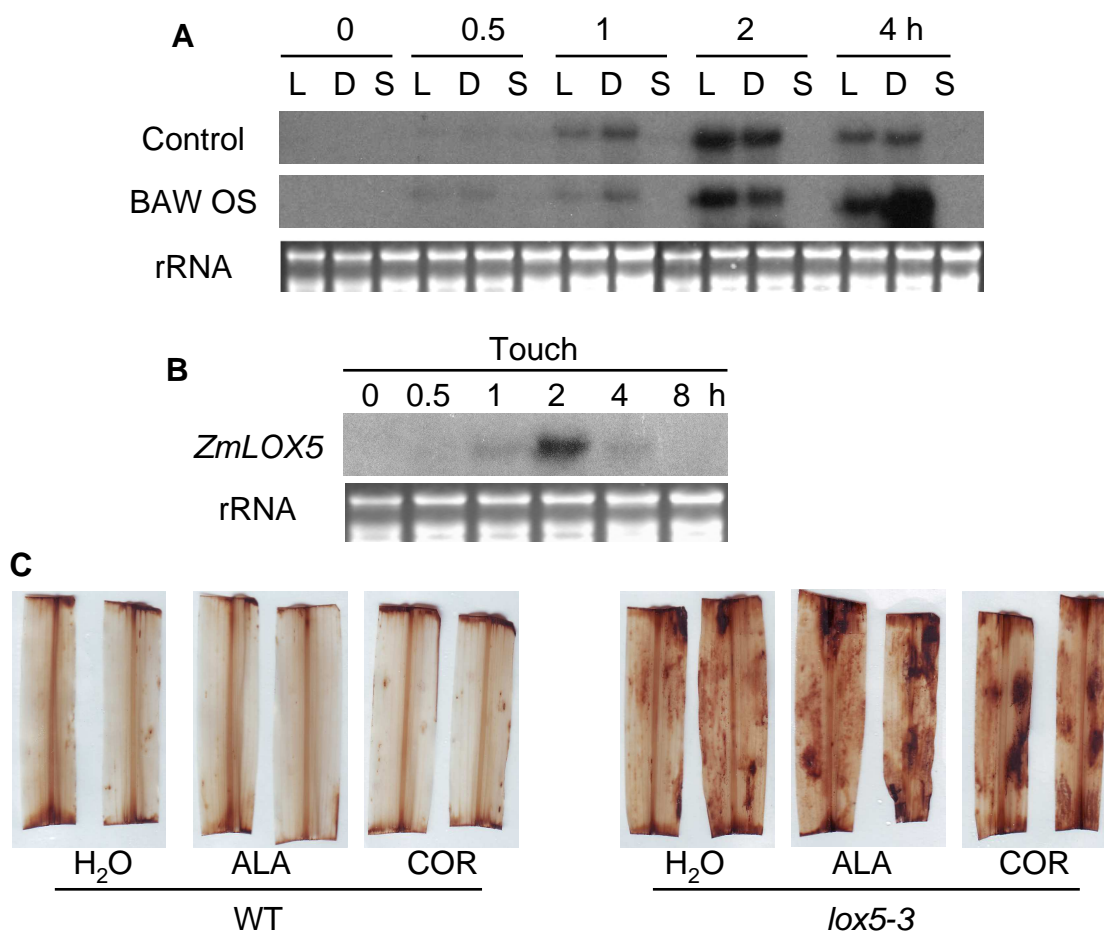 A
0 0.5 1 2 4 h
L D S L D S L D S L D S L D S
Control
BAW OS
rRNA
B
Touch
0 0.5 1 2 4 8 h
ZmLOX5
rRNA
C
H₂O ALA COR H₂O ALA COR
WT lox5-3